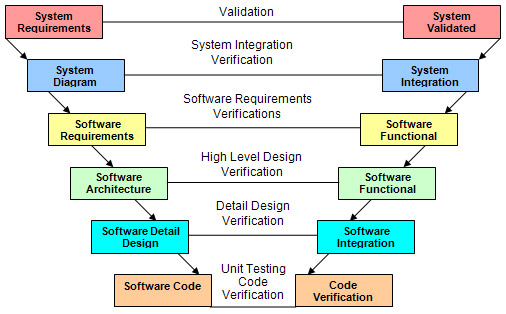 System
Requirements
Validation
System
Validated
System Integration
Verification
System
Diagram
System
Integration
Software Requirements
Verifications
Software
Requirements
Software
Functional
High Level Design
Verification
Software
Architecture
Software
Functional
Detail Design
Verification
Software Detail
Design
Software
Integration
Unit Testing
Code
Verification
Software Code
Code
Verification